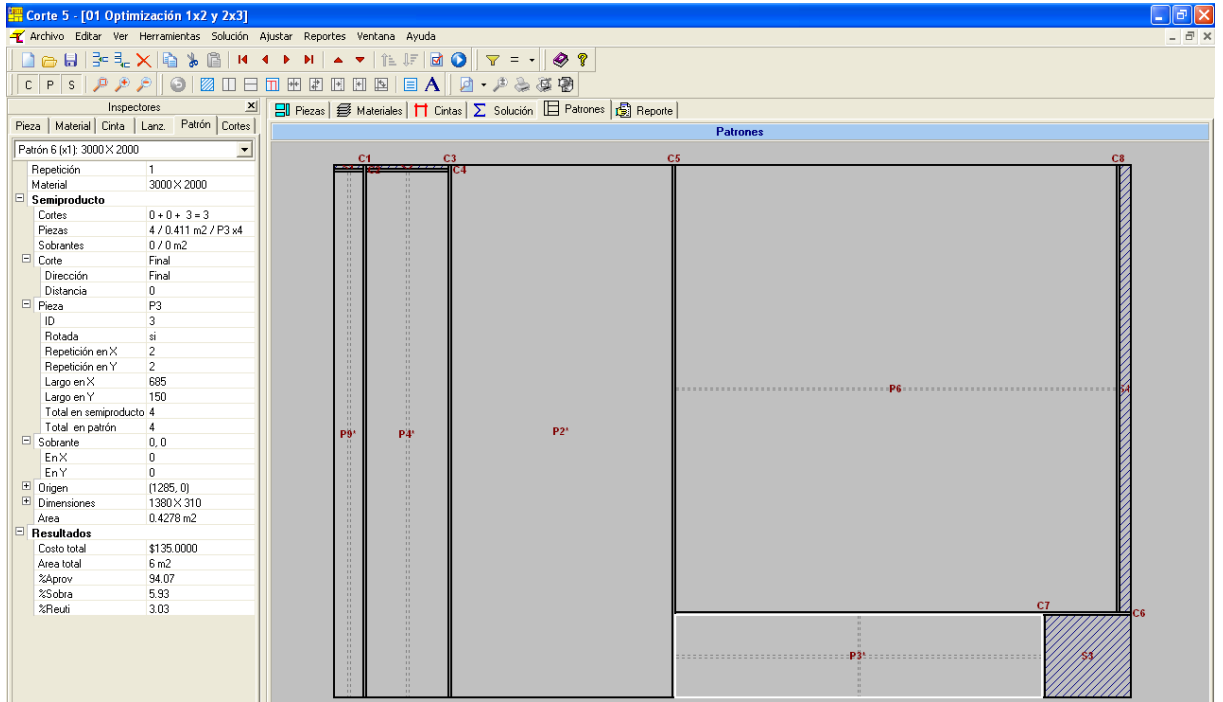 Corte 5 - [01 Optimización 1x2 y 2x3]
Archivo Editar Ver Herramientas Solución Ajustar Reportes Ventana Ayuda
C P S A
Inspectores
Pieza Material Cinta Lanz. Patrón Cortes
Piezas Materiales Cintas Solución Patrones Reporte
Patrones
Patrón 6 (x1): 3000 X 2000
Repetición 1
Material 3000 X 2000
Semiproducto
Cortes 0 + 0 + 3 = 3
Piezas 4 / 0.411 m2 / P3 x4
Sobrantes 0 / 0 m2
Corte Final
Dirección Final
Distancia 0
Pieza P3
ID 3
Rotada si
Repetición en X 2
Repetición en Y 2
Largo en X 685
Largo en Y 150
Total en semiproducto 4
Total en patrón 4
Sobrante 0, 0
En X 0
En Y 0
Origen (1285, 0)
Dimensiones 1380 X 310
Area 0.4278 m2
Resultados
Costo total $135.0000
Area total 6 m2
%Aprov 94.07
%Sobra 5.93
%Reuti 3.03
C1 C3 C5 C8
C4
P6
P9* P4* P2*
C7 C6
P3* S3